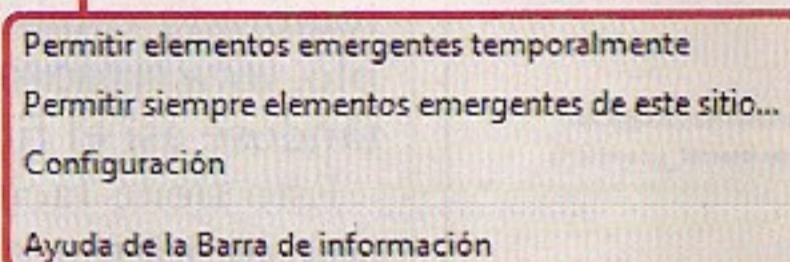 Permitir elementos emergentes temporalmente
Permitir siempre elementos emergentes de este sitio...
Configuración
Ayuda de la Barra de información